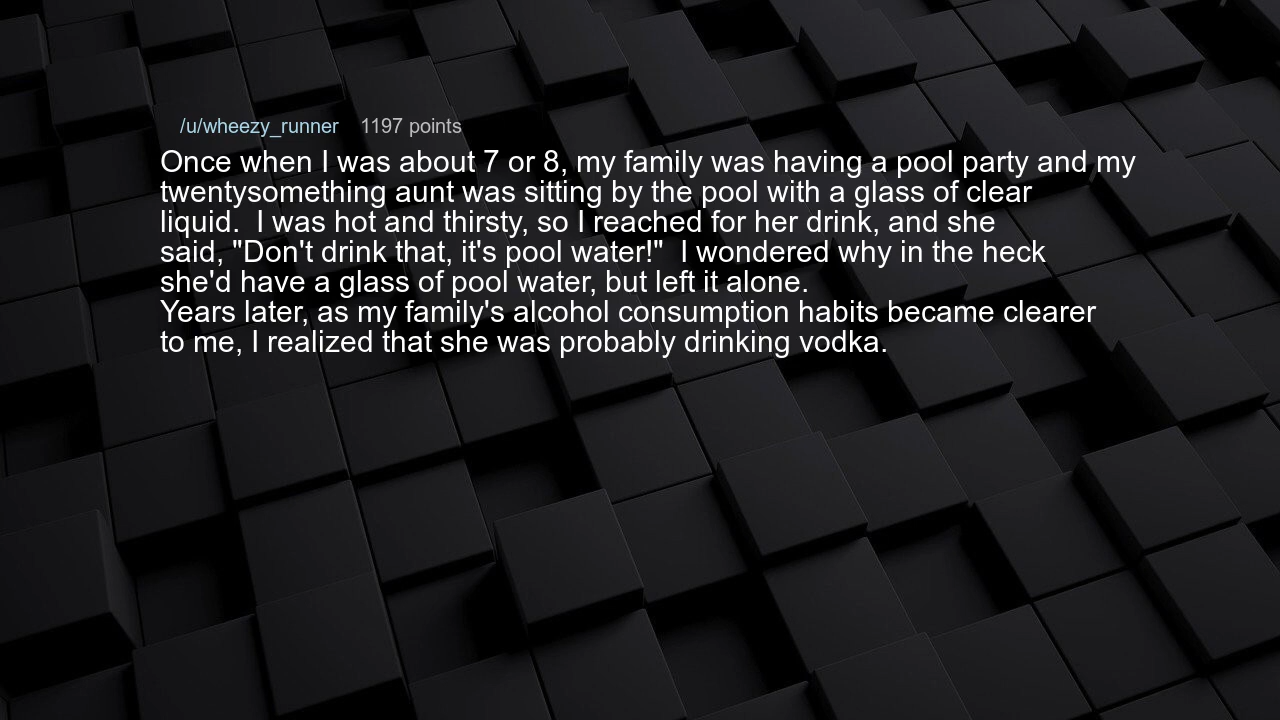 /u/wheezy_runner 1197 points
Once when I was about 7 or 8, my family was having a pool party and my
twentysomething aunt was sitting by the pool with a glass of clear
liquid.  I was hot and thirsty, so I reached for her drink, and she
said, "Don't drink that, it's pool water!"  I wondered why in the heck
she'd have a glass of pool water, but left it alone.
Years later, as my family's alcohol consumption habits became clearer
to me, I realized that she was probably drinking vodka.